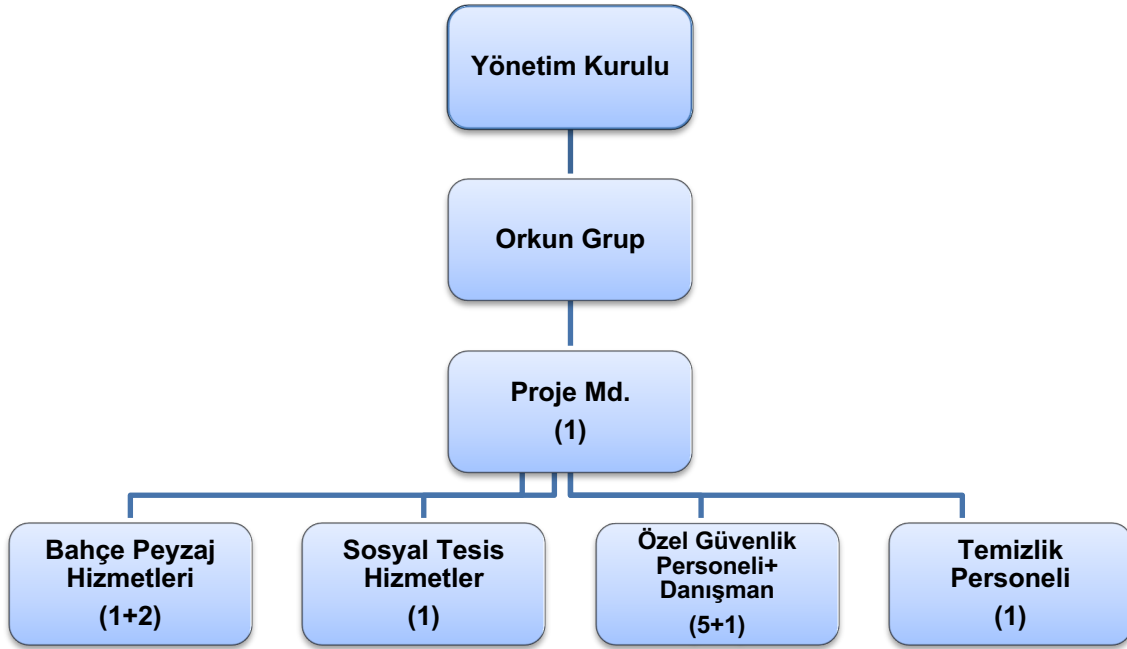 Yönetim Kurulu
Orkun Grup
Proje Md.
(1)
Bahçe Peyzaj
Hizmetleri
(1+2)
Sosyal Tesis
Hizmetler
(1)
Özel Güvenlik
Personeli+
Danışman
(5+1)
Temizlik
Personeli
(1)